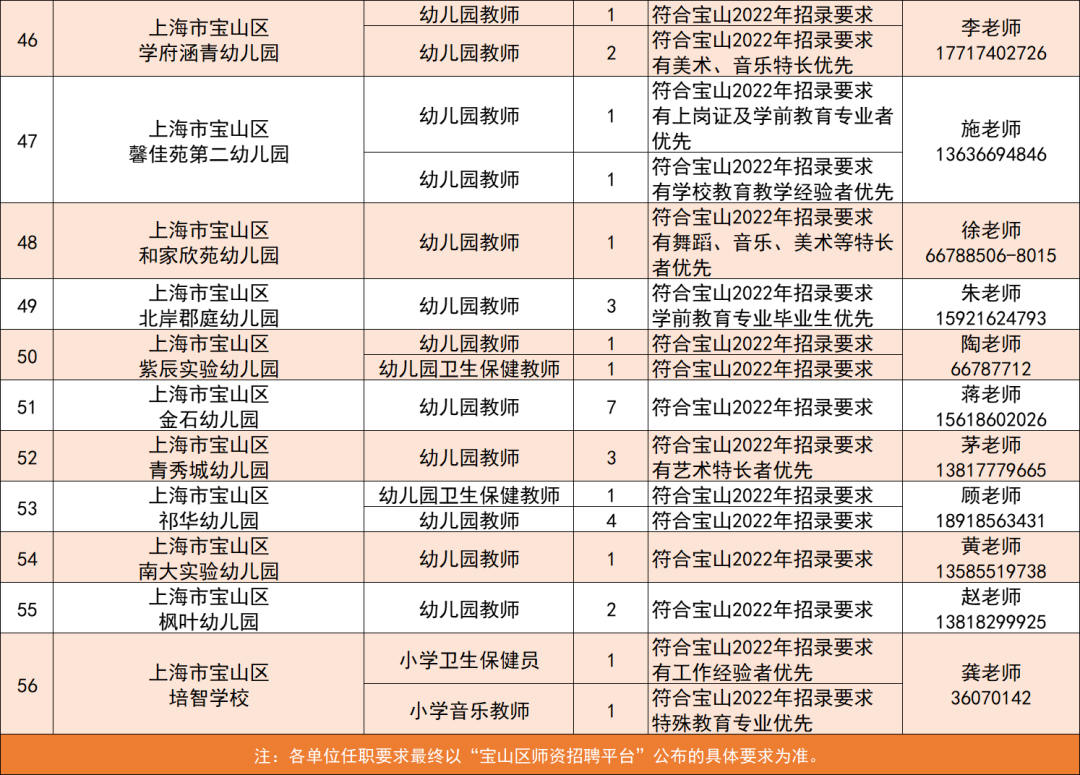 46
上海市宝山区
学府涵青幼儿园
幼儿园教师
1
符合宝山2022年招录要求
幼儿园教师
2
符合宝山2022年招录要求
有美术、音乐特长优先
李老师
17717402726
47
上海市宝山区
馨佳苑第二幼儿园
幼儿园教师
1
符合宝山2022年招录要求
有上岗证及学前教育专业者
优先
幼儿园教师
1
符合宝山2022年招录要求
有学校教育教学经验者优先
施老师
13636694846
48
上海市宝山区
和家欣苑幼儿园
幼儿园教师
1
符合宝山2022年招录要求
有舞蹈、音乐、美术等特长
者优先
徐老师
66788506-8015
49
上海市宝山区
北岸郡庭幼儿园
幼儿园教师
3
符合宝山2022年招录要求
学前教育专业毕业生优先
朱老师
15921624793
50
上海市宝山区
紫辰实验幼儿园
幼儿园教师
1
符合宝山2022年招录要求
幼儿园卫生保健教师
1
符合宝山2022年招录要求
陶老师
66787712
51
上海市宝山区
金石幼儿园
幼儿园教师
7
符合宝山2022年招录要求
蒋老师
15618602026
52
上海市宝山区
青秀城幼儿园
幼儿园教师
3
符合宝山2022年招录要求
有艺术特长者优先
茅老师
13817779665
53
上海市宝山区
祁华幼儿园
幼儿园卫生保健教师
1
符合宝山2022年招录要求
幼儿园教师
4
符合宝山2022年招录要求
顾老师
18918563431
54
上海市宝山区
南大实验幼儿园
幼儿园教师
1
符合宝山2022年招录要求
黄老师
13585519738
55
上海市宝山区
枫叶幼儿园
幼儿园教师
2
符合宝山2022年招录要求
赵老师
13818299925
56
上海市宝山区
培智学校
小学卫生保健员
1
符合宝山2022年招录要求
有工作经验者优先
小学音乐教师
1
符合宝山2022年招录要求
特殊教育专业优先
龚老师
36070142
注：各单位任职要求最终以“宝山区师资招聘平台”公布的具体要求为准。